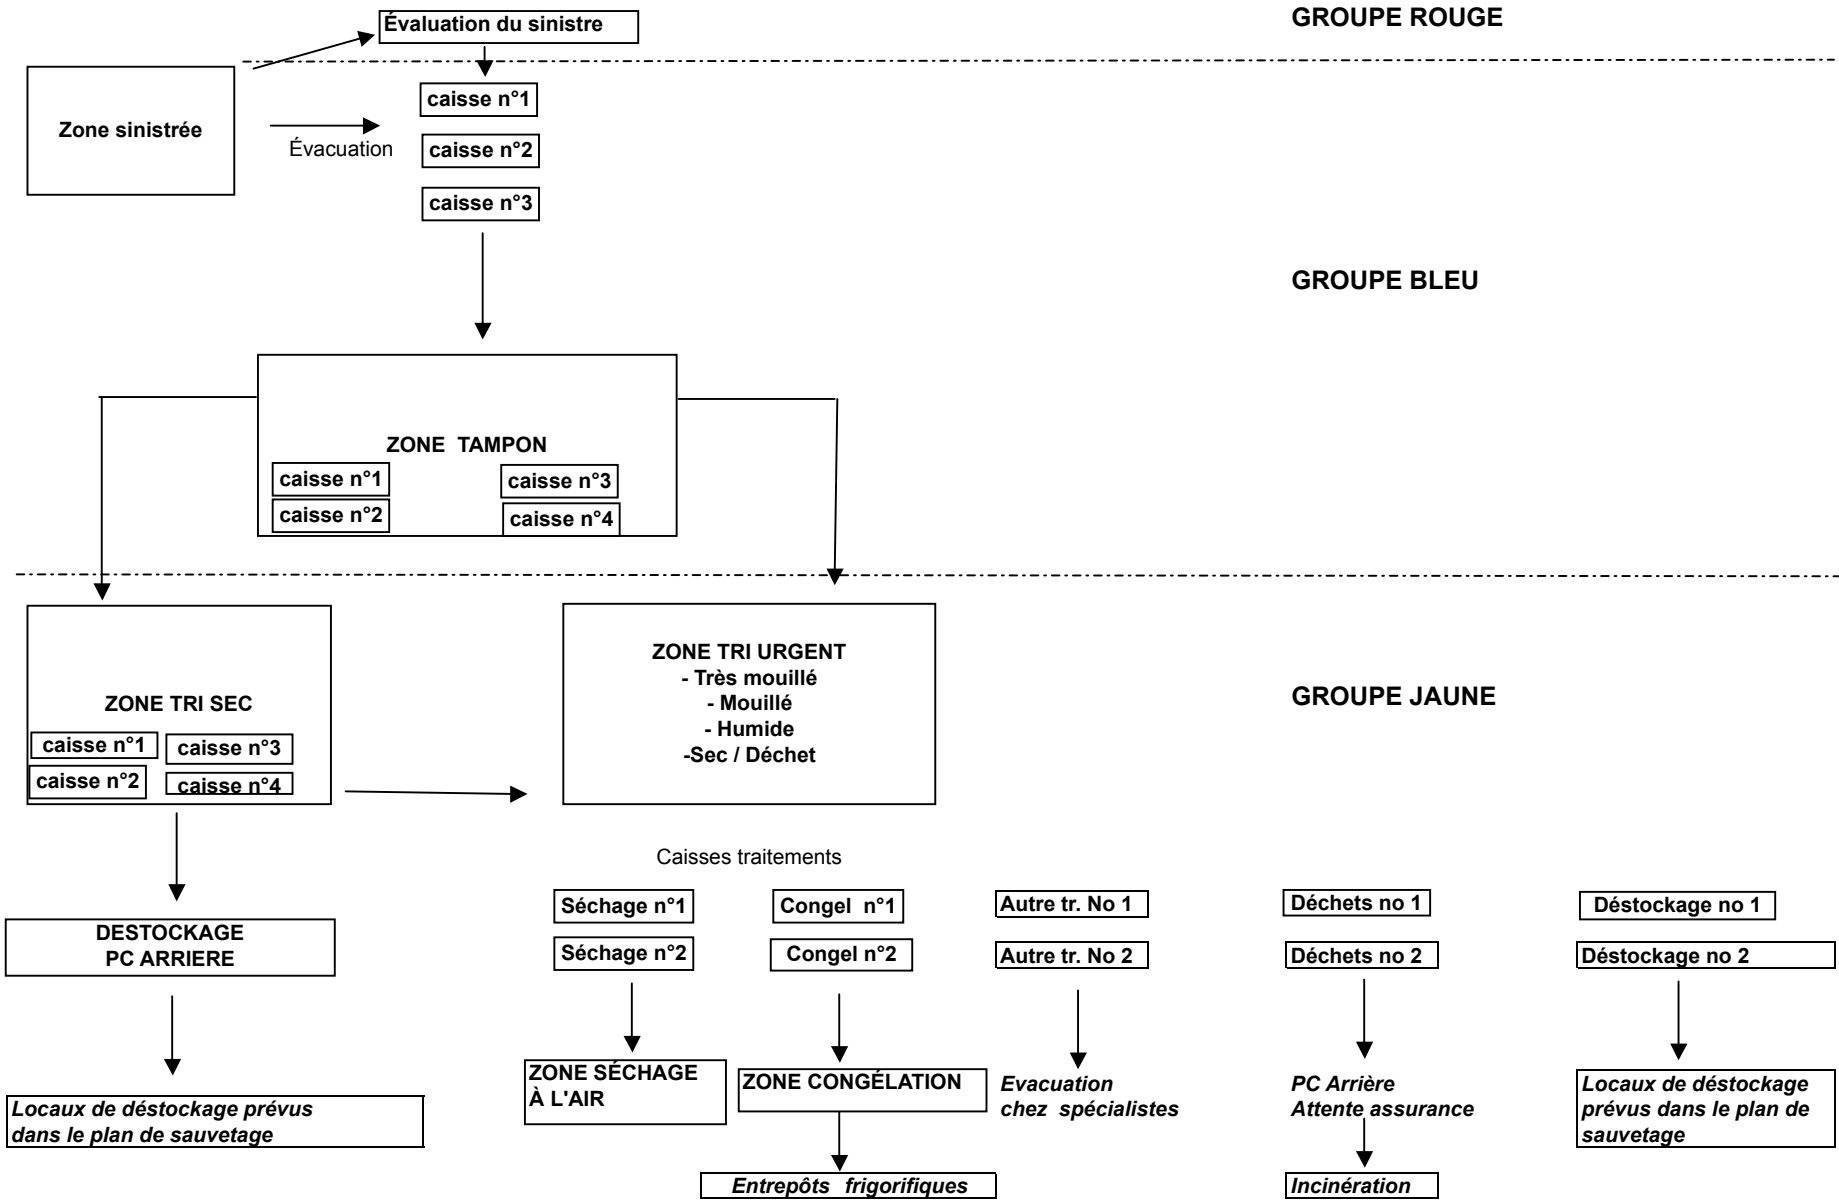 Évaluation du sinistre
GROUPE ROUGE
Zone sinistrée
Évacuation
caisse n°1
caisse n°2
caisse n°3
GROUPE BLEU
ZONE TAMPON
caisse n°1
caisse n°3
caisse n°2
caisse n°4
ZONE TRI SEC
caisse n°1
caisse n°3
caisse n°2
caisse n°4
ZONE TRI URGENT
- Très mouillé
- Mouillé
- Humide
-Sec / Déchet
GROUPE JAUNE
Caisses traitements
DESTOCKAGE
PC ARRIERE
Séchage n°1
Congel n°1
Autre tr. No 1
Déchets no 1
Déstockage no 1
Séchage n°2
Congel n°2
Autre tr. No 2
Déchets no 2
Déstockage no 2
Locaux de déstockage prévus
dans le plan de sauvetage
ZONE SÉCHAGE
À L'AIR
ZONE CONGÉLATION
Evacuation
chez spécialistes
PC Arrière
Attente assurance
Locaux de déstockage
prévus dans le plan de
sauvetage
Entrepôts frigorifiques
Incinération